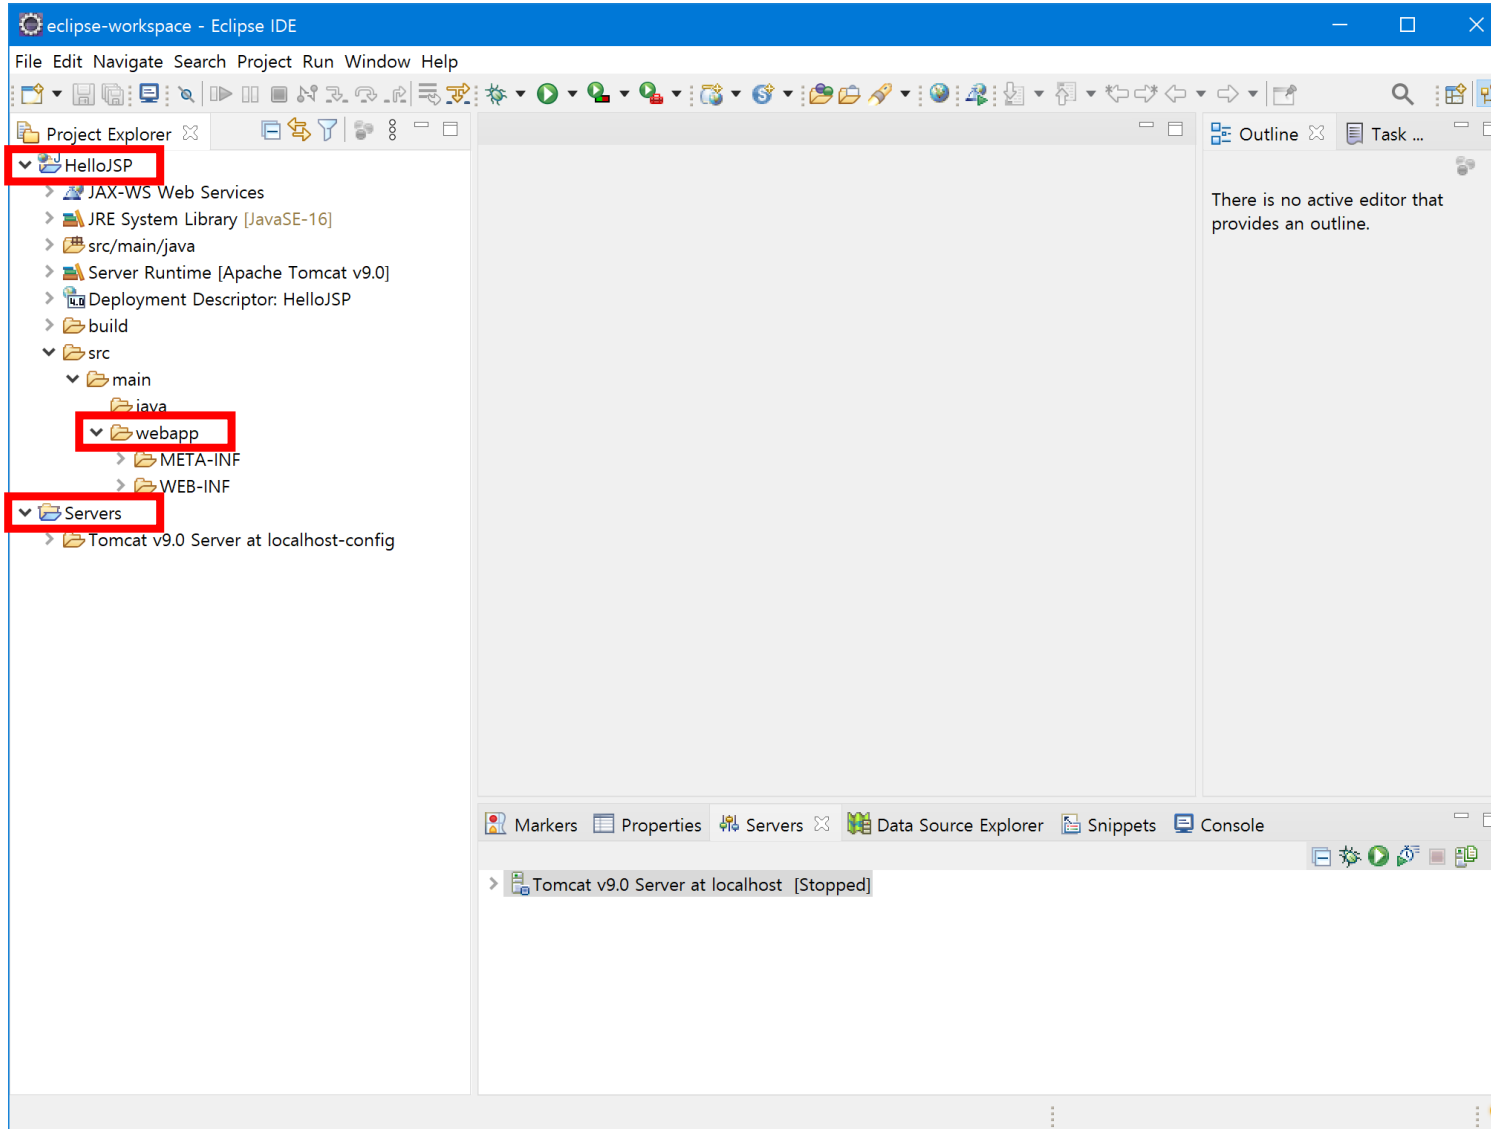 eclipse-workspace - Eclipse IDE
File Edit Navigate Search Project Run Window Help
Project Explorer
HelloJSP
JAX-WS Web Services
JRE System Library [JavaSE-16]
src/main/java
Server Runtime [Apache Tomcat v9.0]
Deployment Descriptor: HelloJSP
build
src
main
java
webapp
META-INF
WEB-INF
Servers
Tomcat v9.0 Server at localhost-config
Outline
Task ...
There is no active editor that
provides an outline.
Markers Properties Servers Data Source Explorer Snippets Console
Tomcat v9.0 Server at localhost [Stopped]